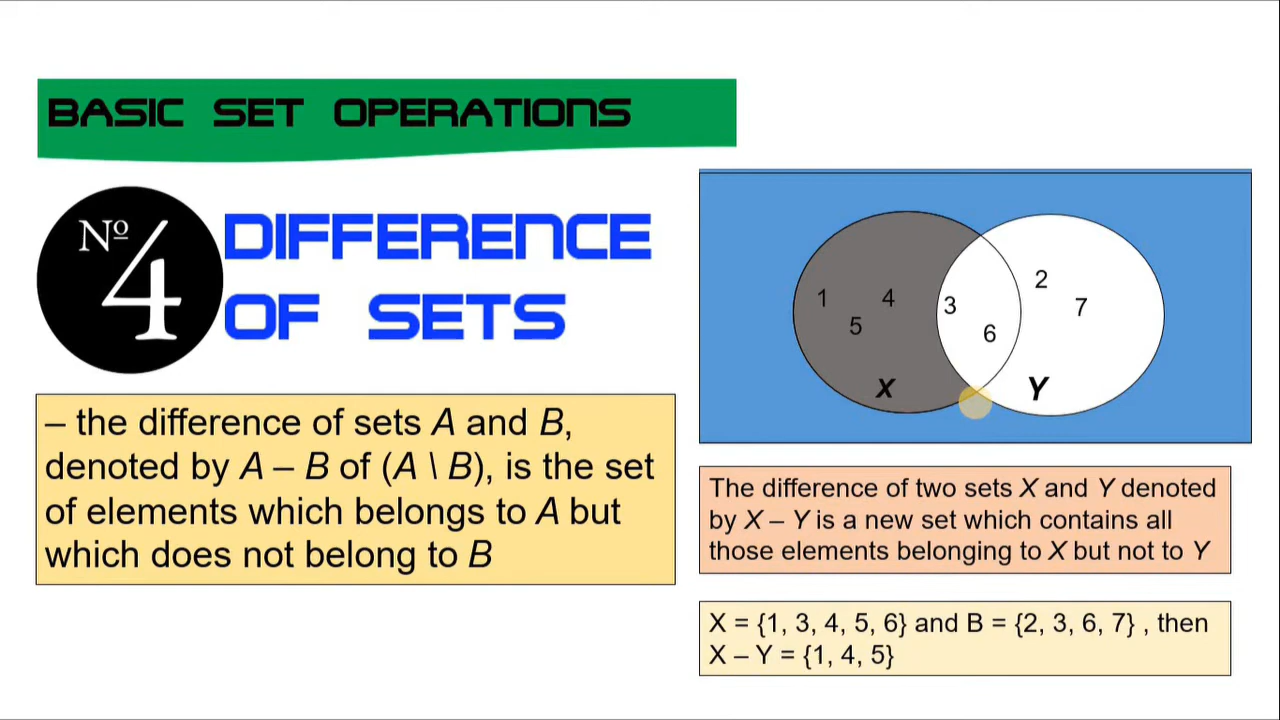 BASIC SET OPERATIONS
Nº 4
DIFFERENCE
OF SETS
– the difference of sets A and B,
denoted by A – B of (A \ B), is the set
of elements which belongs to A but
which does not belong to B
1 4 3 2 7
5 6
X Y
The difference of two sets X and Y denoted
by X – Y is a new set which contains all
those elements belonging to X but not to Y
X = {1, 3, 4, 5, 6} and B = {2, 3, 6, 7} , then
X – Y = {1, 4, 5}